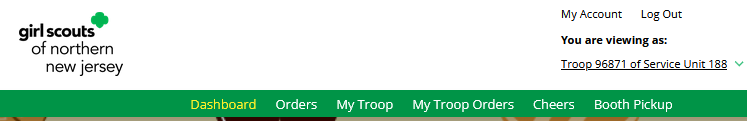 girl scouts
of northern
new jersey
My Account Log Out
You are viewing as:
Troop 96871 of Service Unit 188
Dashboard Orders My Troop My Troop Orders Cheers Booth Pickup